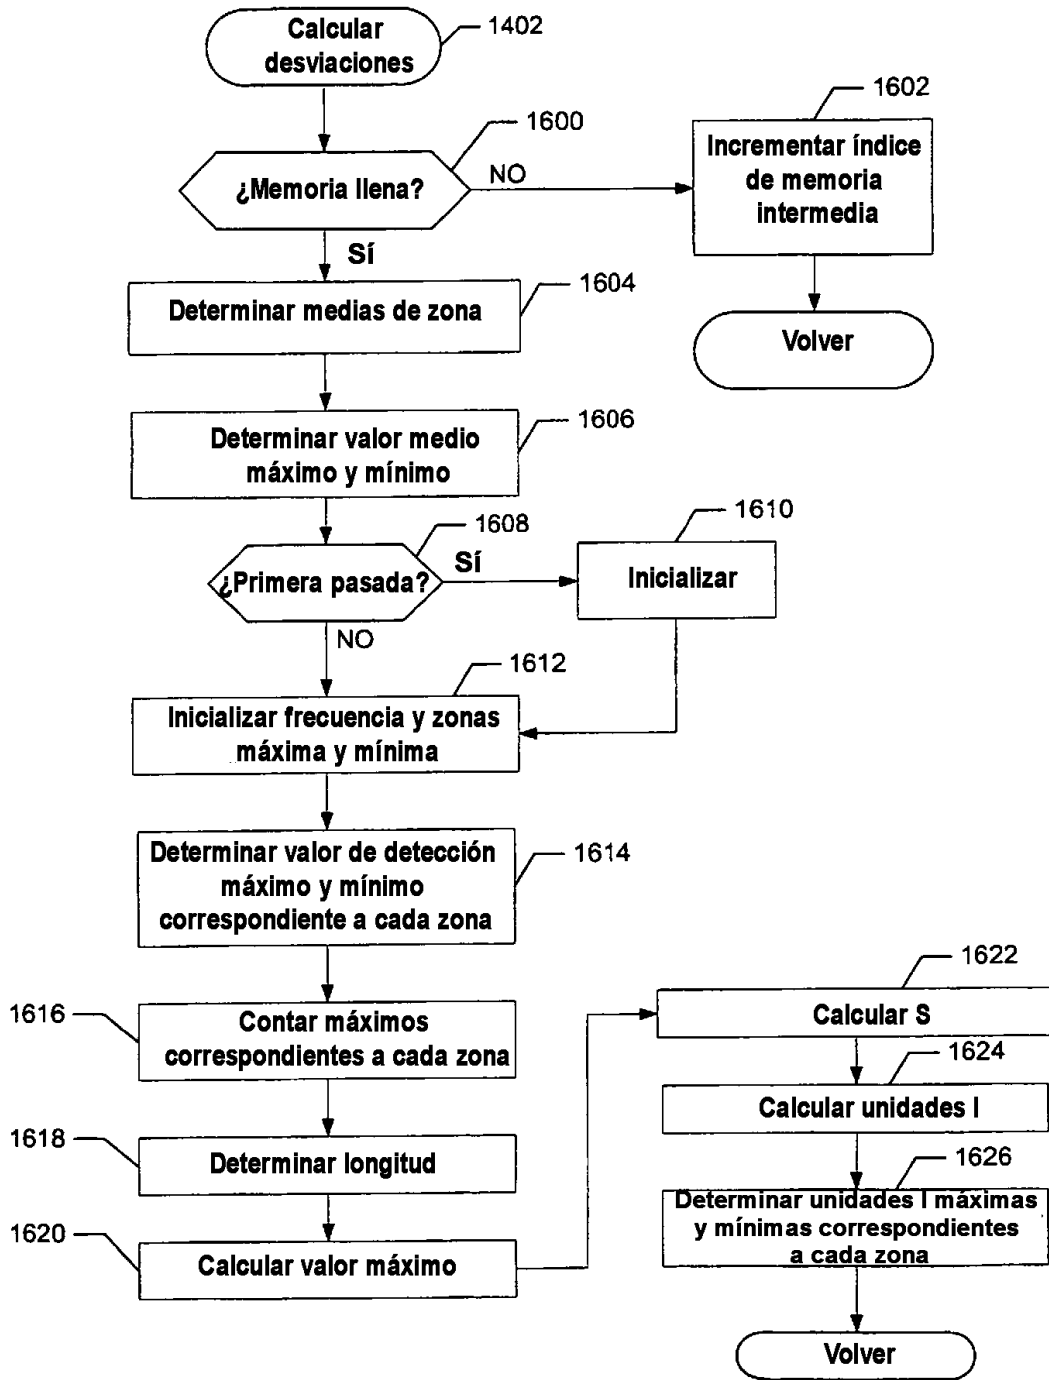 Calcular
desviaciones
1402
1600
¿Memoria llena?
NO
1602
Incrementar índice
de memoria
intermedia
Volver
Sí
Determinar medias de zona
1604
Determinar valor medio
máximo y mínimo
1606
1608
¿Primera pasada?
Sí
1610
Inicializar
NO
1612
Inicializar frecuencia y zonas
máxima y mínima
Determinar valor de detección
máximo y mínimo
correspondiente a cada zona
1614
1616
Contar máximos
correspondientes a cada zona
1618
Determinar longitud
1620
Calcular valor máximo
1622
Calcular S
1624
Calcular unidades I
1626
Determinar unidades I máximas
y mínimas correspondientes
a cada zona
Volver